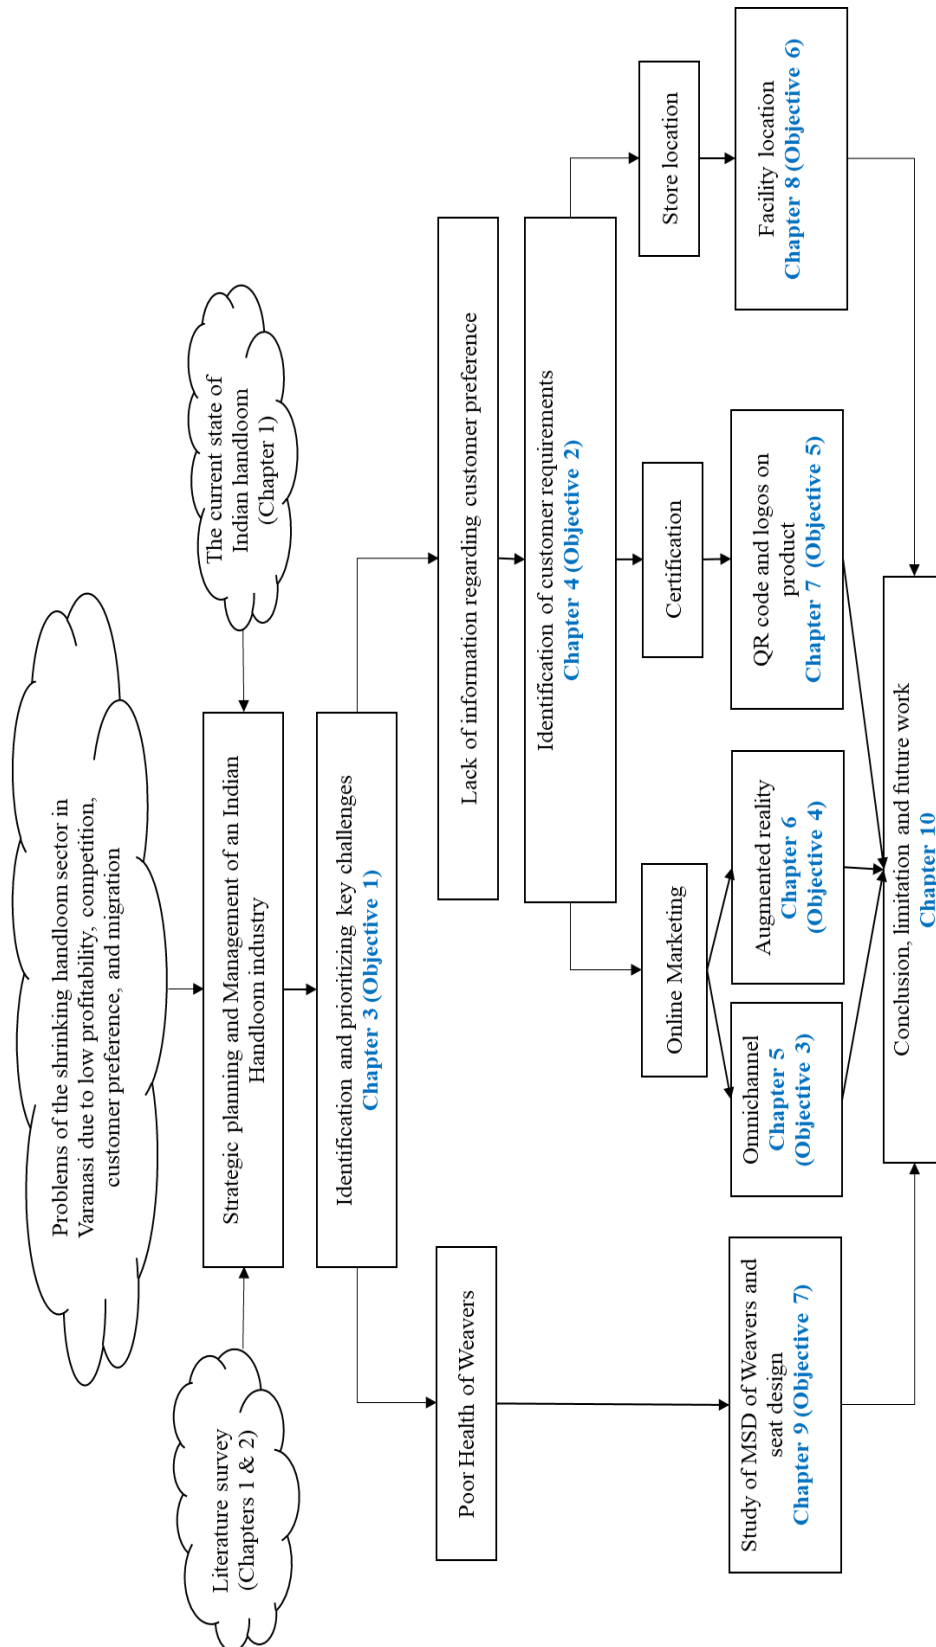 Problems of the shrinking handloom sector in
Varanasi due to low profitability, competition,
customer preference, and migration
Literature survey
(Chapters 1 & 2)
Strategic planning and Management of an Indian
Handloom industry
The current state of
Indian handloom
(Chapter 1)
Identification and prioritizing key challenges
Chapter 3 (Objective 1)
Poor Health of Weavers
Lack of information regarding customer preference
Identification of customer requirements
Chapter 4 (Objective 2)
Online Marketing
Certification
Store location
Study of MSD of Weavers and
seat design
Chapter 9 (Objective 7)
Omnichannel
Chapter 5
(Objective 3)
Augmented reality
Chapter 6
(Objective 4)
QR code and logos on
product
Chapter 7 (Objective 5)
Facility location
Chapter 8 (Objective 6)
Conclusion, limitation and future work
Chapter 10